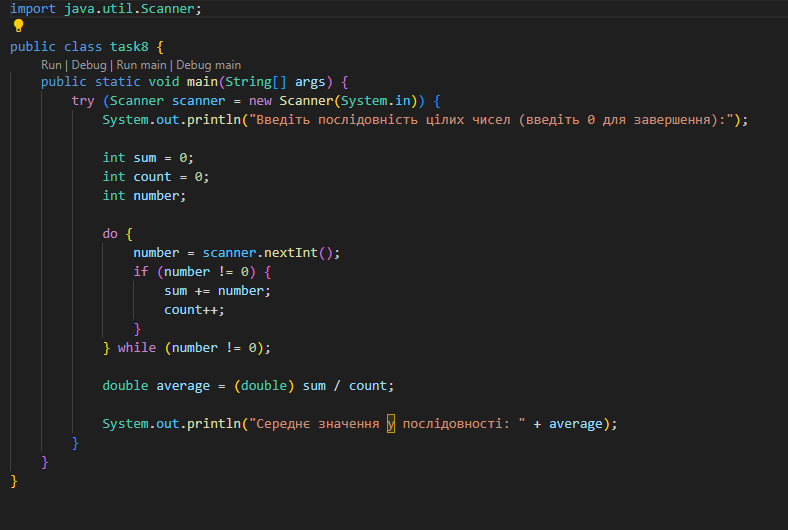 import java.util.Scanner;
public class task8 {
Run | Debug | Run main | Debug main
public static void main(String[] args) {
try (Scanner scanner = new Scanner(System.in)) {
System.out.println("Введіть послідовність цілих чисел (введіть 0 для завершення):");
int sum = 0;
int count = 0;
int number;
do {
number = scanner.nextInt();
if (number != 0) {
sum += number;
count++;
}
} while (number != 0);
double average = (double) sum / count;
System.out.println("Середнє значення у послідовності: " + average);
}
}
}